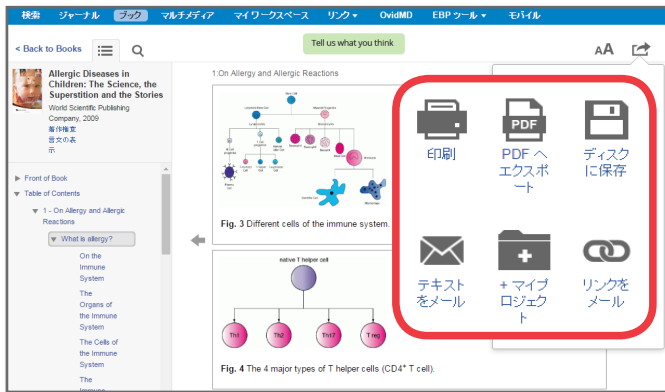 検索 ジャーナル ブック マルチメディア マイワークスペース リンク▼ OvidMD EBP ツール▼ モバイル
< Back to Books
Tell us what you think
AA
Allergic Diseases in
Children: The Science, the
Superstition and the Stories
World Scientific Publishing
Company, 2009
著作権宣
言文の表
示
Front of Book
Table of Contents
1 - On Allergy and Allergic
Reactions
What is allergy?
On the
Immune
System
The
Organs of
the Immune
System
The Cells of
the Immune
System
The
Immune
1:On Allergy and Allergic Reactions
Fig. 3 Different cells of the immune system.
native T helper cell
Th1 Th2 Th17 T reg
Fig. 4 The 4 major types of T helper cells (CD4⁺ T cell).
印刷
PDF
PDF へ
エクスポ
ート
ディスク
に保存
テキスト
をメール
+ マイプ
ロジェク
ト
リンクを
メール